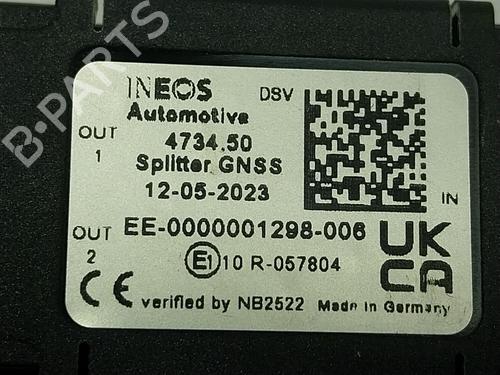 INEOS DSV
Automotive
OUT 1
4734.50
Splitter GNSS
12-05-2023
IN
EE-0000001298-006
OUT 2
E1 10 R-057804
UK CA
CE verified by NB2522 Made in Germany
B-PARTS